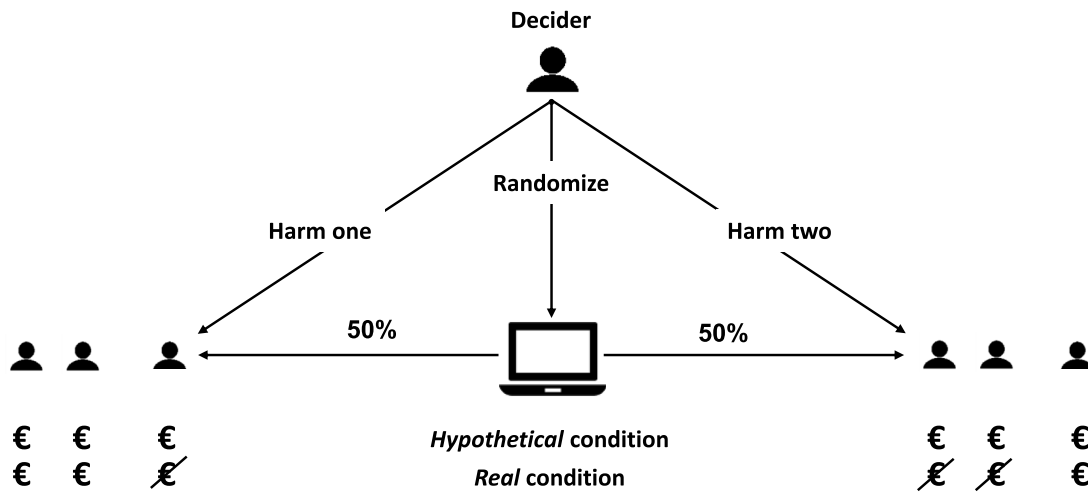 Decider
Randomize
Harm one
Harm two
50%
50%
€ € €
Hypothetical condition
€ € €
€ € €
Real condition
€ € €